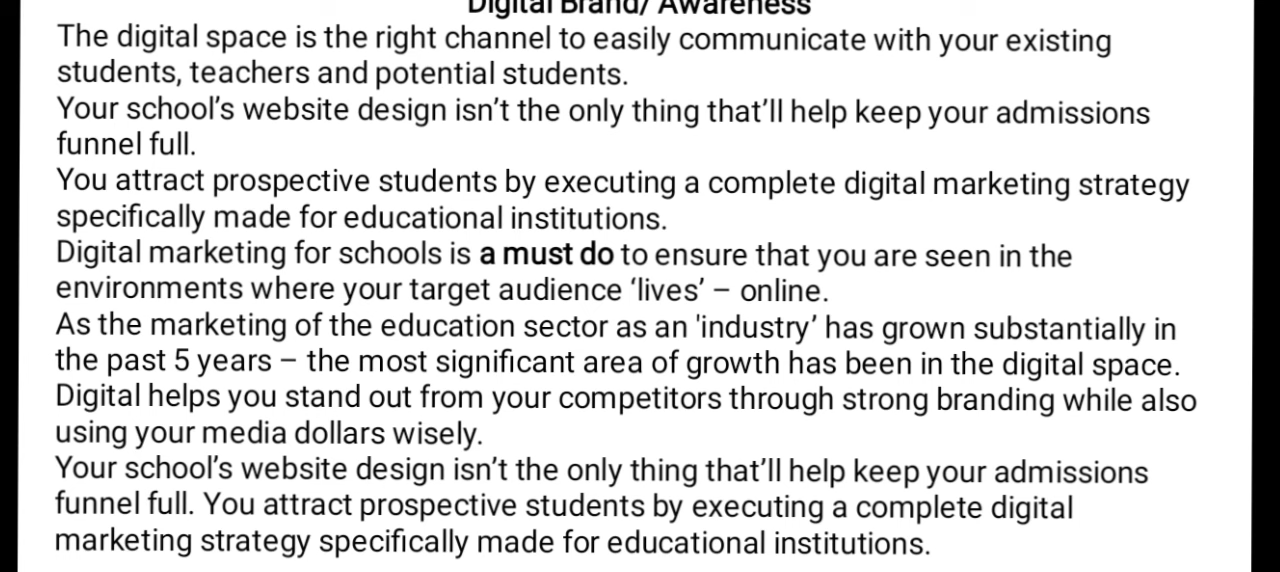 Digital Brand/ Awareness
The digital space is the right channel to easily communicate with your existing
students, teachers and potential students.
Your school’s website design isn’t the only thing that’ll help keep your admissions
funnel full.
You attract prospective students by executing a complete digital marketing strategy
specifically made for educational institutions.
Digital marketing for schools is a must do to ensure that you are seen in the
environments where your target audience ‘lives’ – online.
As the marketing of the education sector as an 'industry’ has grown substantially in
the past 5 years – the most significant area of growth has been in the digital space.
Digital helps you stand out from your competitors through strong branding while also
using your media dollars wisely.
Your school’s website design isn’t the only thing that’ll help keep your admissions
funnel full. You attract prospective students by executing a complete digital
marketing strategy specifically made for educational institutions.